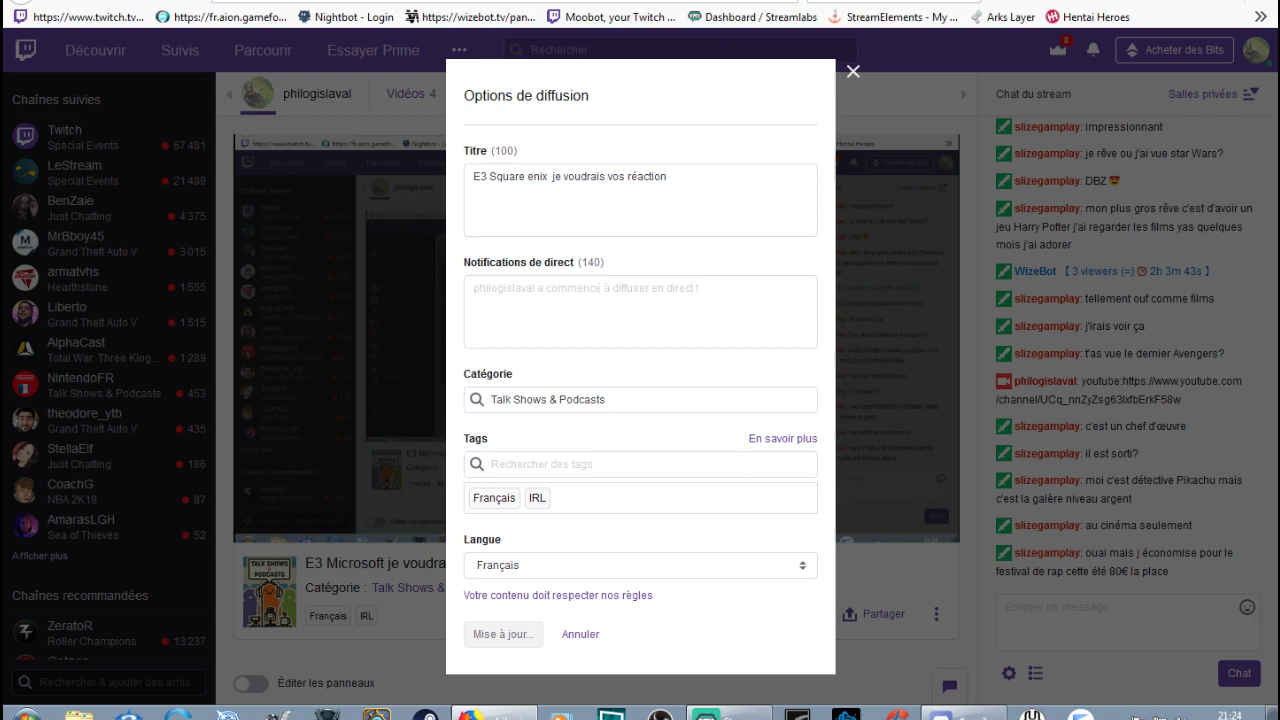 https://www.twitch.tv/...
https://fr.aion.gamefo...
Nightbot - Login
https://wizebot.tv/pan...
Moobot, your Twitch ...
Dashboard / Streamlabs
StreamElements - My ...
Arks Layer
Hentai Heroes
Découvrir
Suivis
Parcourir
Essayer Prime
Rechercher
8
Acheter des Bits
Chaînes suivies
Twitch
Special Events
67 481
LeStream
Special Events
21 489
BenZaie
Just Chatting
4 375
MrBboy45
Grand Theft Auto V
3 015
armatvhs
Hearthstone
1 555
Liberto
Grand Theft Auto V
1 515
AlphaCast
Total War: Three King...
1 289
NintendoFR
Talk Shows & Podcasts
453
theodore_ytb
Grand Theft Auto V
435
StellaElf
Just Chatting
186
CoachG
NBA 2K19
87
AmarasLGH
Sea of Thieves
52
Afficher plus
Chaînes recommandées
ZeratoR
Roller Champions
13 237
Rechercher & ajouter des amis
philogislaval
Vidéos 4
E3 Microsoft je voudra
Catégorie : Talk Shows &
Français
IRL
Partager
Éditer les panneaux
Options de diffusion
Titre (100)
E3 Square enix je voudrais vos réaction
Notifications de direct (140)
philogislaval a commencé à diffuser en direct !
Catégorie
Talk Shows & Podcasts
Tags
En savoir plus
Rechercher des tags
Français
IRL
Langue
Français
Votre contenu doit respecter nos règles
Mise à jour...
Annuler
Chat du stream
Salles privées
slizegamplay: impressionnant
slizegamplay: je rêve ou j'ai vue star Wars?
slizegamplay: DBZ 😍
slizegamplay: mon plus gros rêve c'est d'avoir un
jeu Harry Potter j'ai regarder les films yas quelques
mois j'ai adorer
WizeBot 【 3 viewers (=) ⏰ 2h 3m 43s 】
slizegamplay: tellement ouf comme films
slizegamplay: j'irais voir ça
slizegamplay: t'as vue le dernier Avengers?
philogislaval: youtube:https://www.youtube.com
/channel/UCq_nnZyZsg63IxfbErkF58w
slizegamplay: c'est un chef d'œuvre
slizegamplay: il est sorti?
slizegamplay: moi c'est détective Pikachu mais
c'est la galère niveau argent
slizegamplay: au cinéma seulement
slizegamplay: ouai mais j économise pour le
festival de rap cette été 80€ la place
Envoyer un message
Chat
21:24